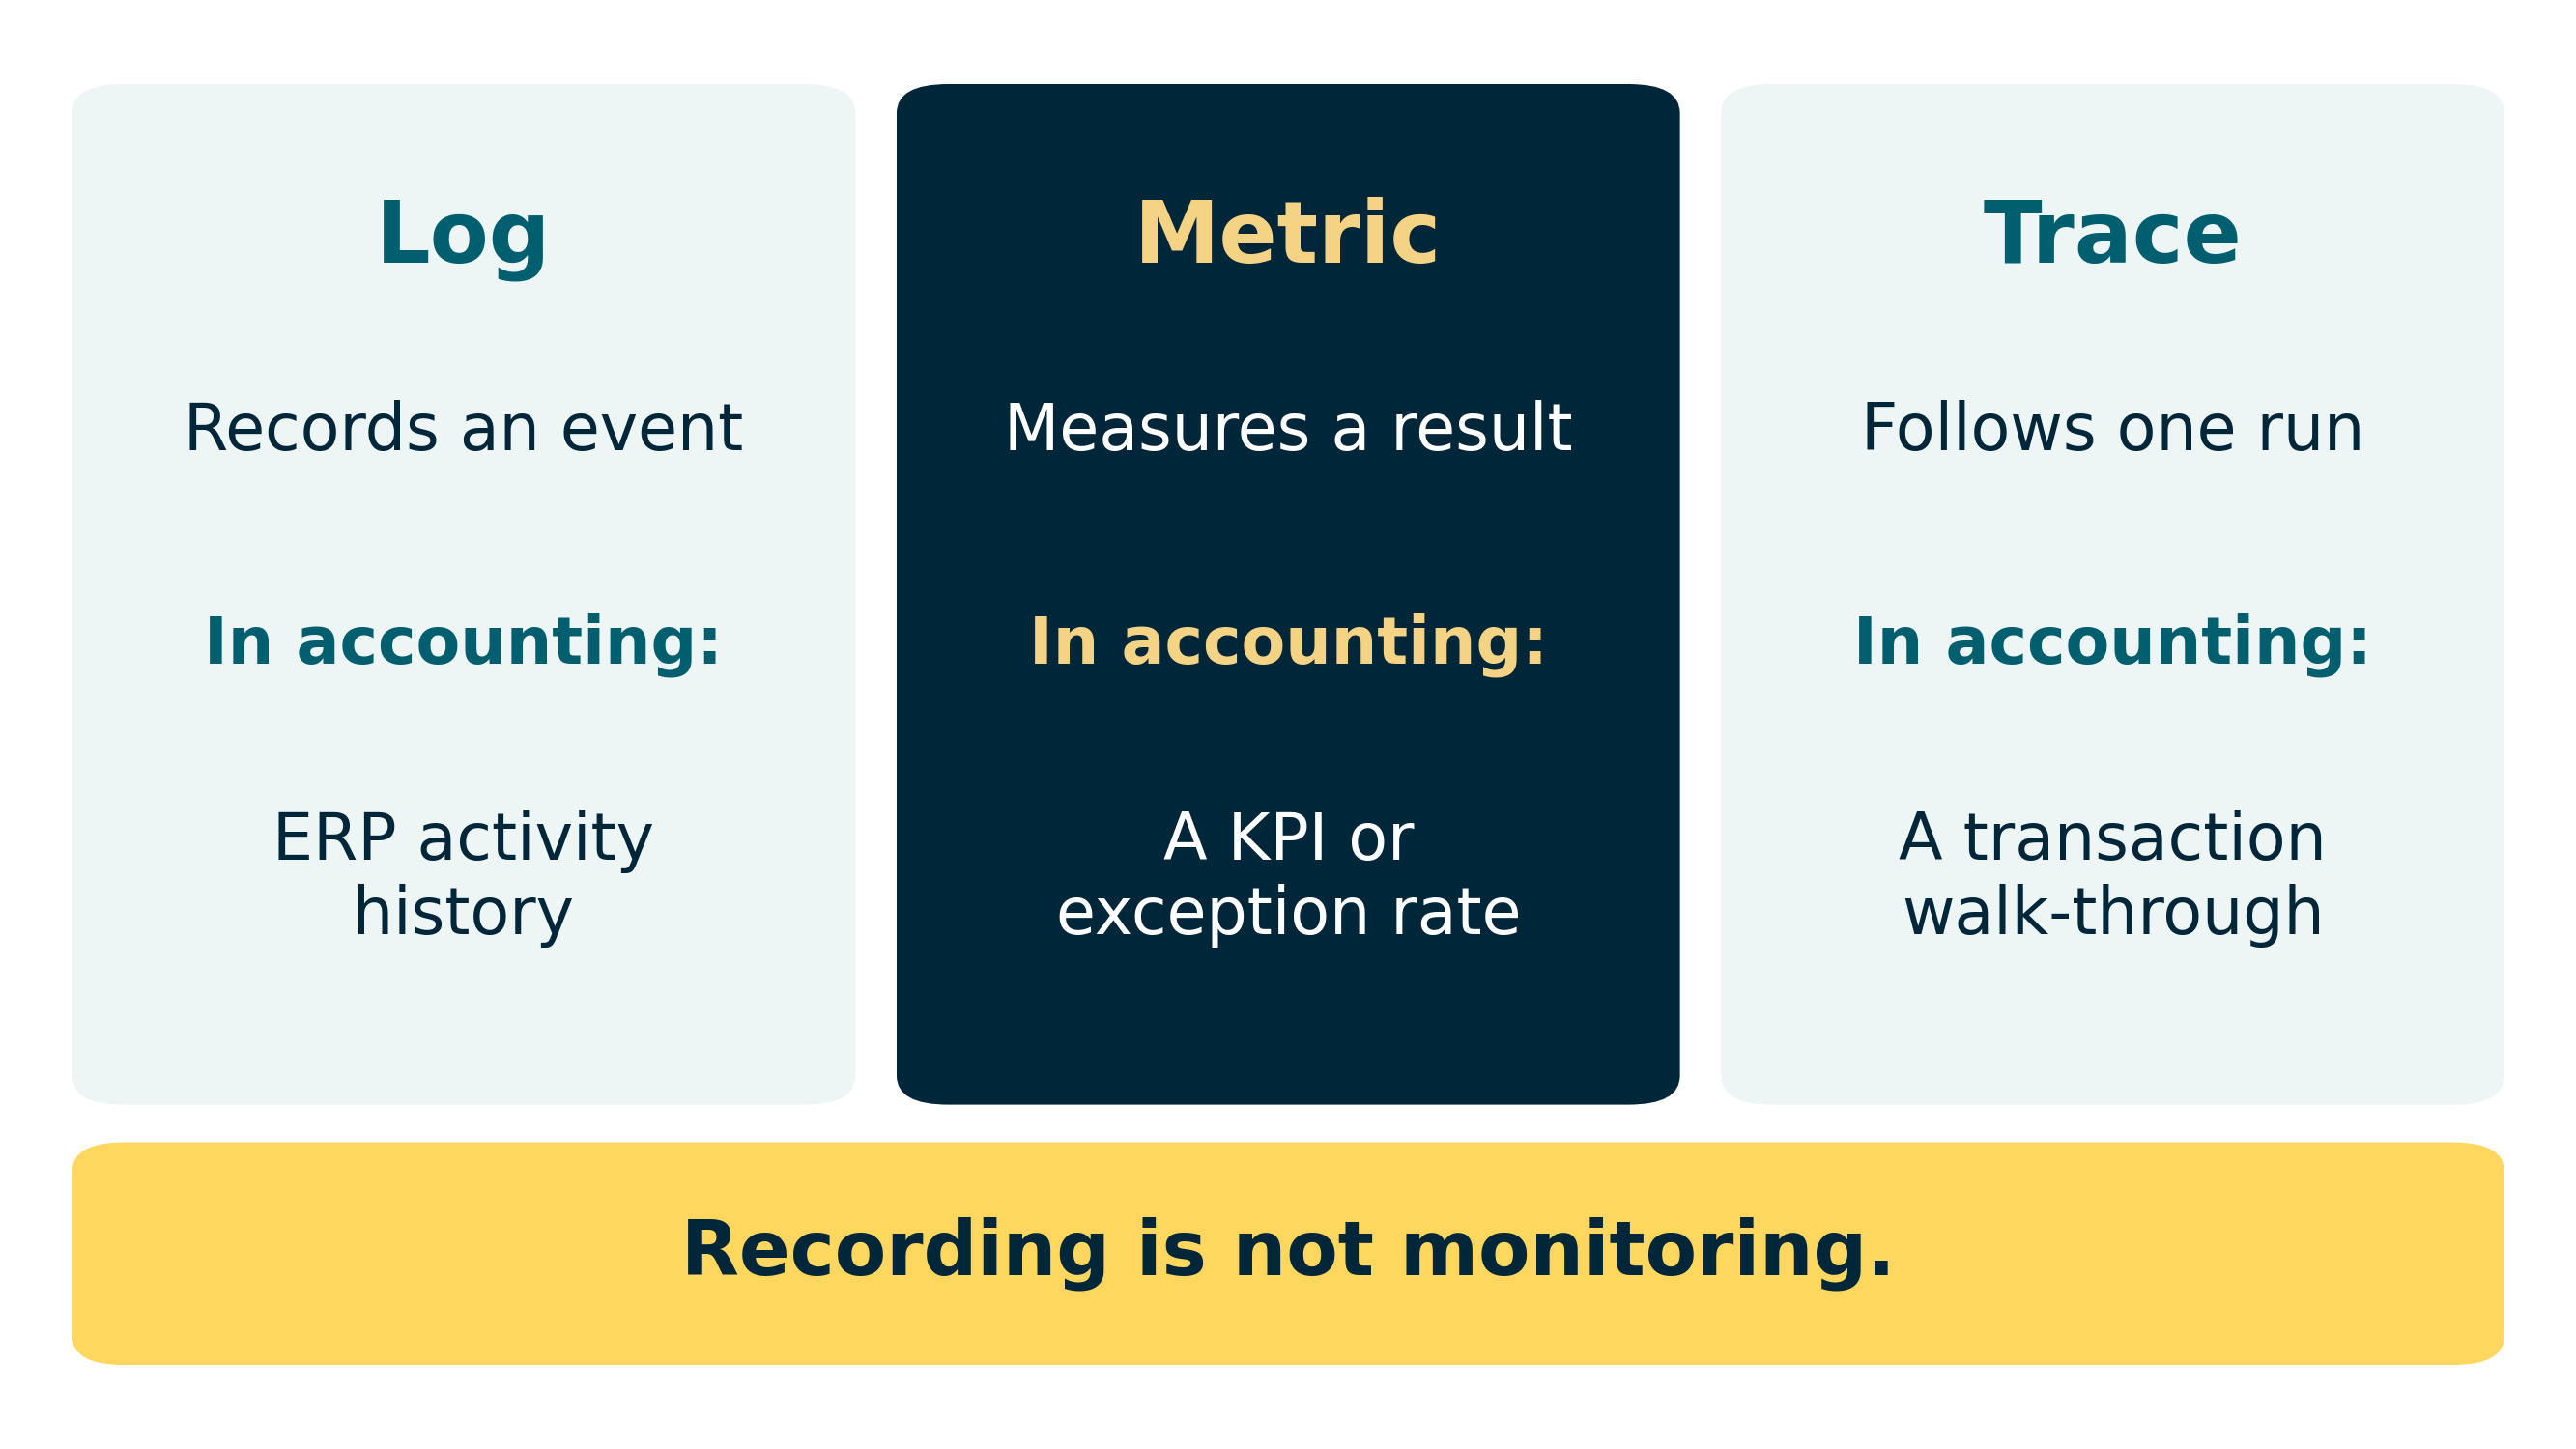 Log
Records an event
In accounting:
ERP activity
history
Metric
Measures a result
In accounting:
A KPI or
exception rate
Trace
Follows one run
In accounting:
A transaction
walk-through
Recording is not monitoring.